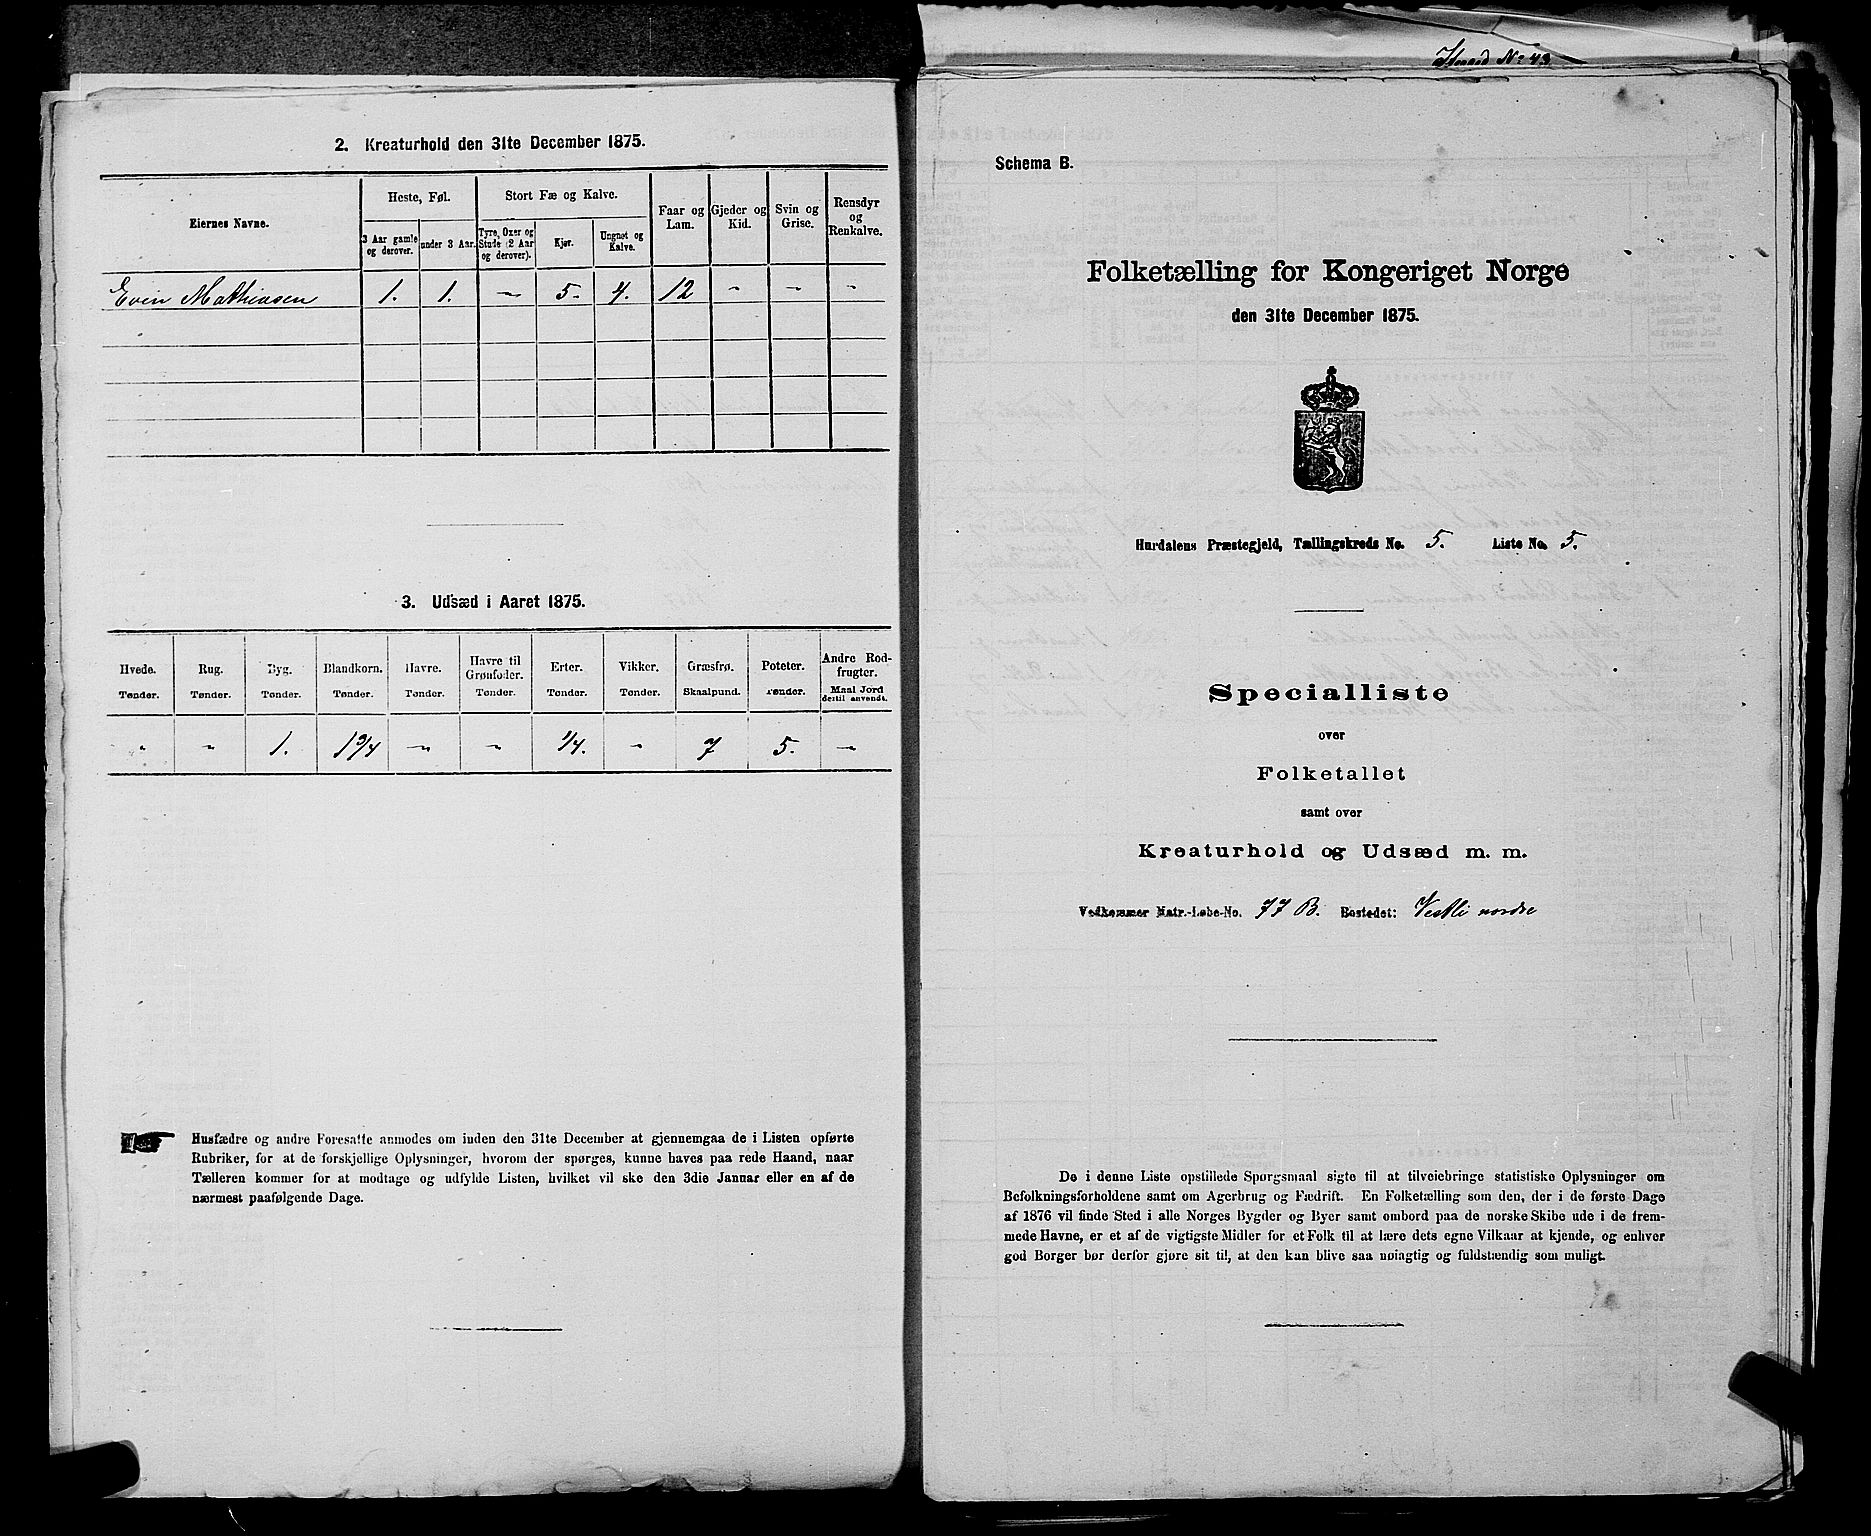 2. Kreaturhold den 31te December 1875.
Eiernes Navne.
Heste, Føl.
Stort Fæ og Kalve.
Faar og Lam.
Gjeder og Kid.
Svin og Grise.
Rensdyr og Renkalve.
3 Aar gamle og derover.
under 3 Aar.
Tyre, Oxer og Stude (2 Aar og derover).
Kjør.
Ungnøt og Kalve.
Even Mathiasen 1. 1. - 5. 4. 12 - - -
3. Udsæd i Aaret 1875.
Hvede. Rug. Byg. Blandkorn. Havre. Havre til Grønfoder. Erter. Vikker. Græsfrø. Poteter. Andre Rodfrugter.
Tønder. Tønder. Tønder. Tønder. Tønder. Tønder. Tønder. Tønder. Skaalpund. Tønder. Maal Jord dertil anvendt.
" " 1. 1 3/4 " " 1/4. " 7 5. "
Husfædre og andre Foresatte anmodes om inden den 31te December at gjennemgaa de i Listen opførte
Rubriker, for at de forskjellige Oplysninger, hvorom der spørges, kunne haves paa rede Haand, naar
Tælleren kommer for at modtage og udfylde Listen, hvilket vil ske den 3die Januar eller en af de
nærmest paafølgende Dage.
No. 43
Schema B.
Folketælling for Kongeriget Norge
den 31te December 1875.
Hurdalens Præstegjeld, Tællingskreds No. 5. Liste No. 5.
Specialliste
over
Folketallet
samt over
Kreaturhold og Udsæd m. m.
Vedkommer Matr.-Løbe-No. 77 B. Bostedet: Vestli nordre
De i denne Liste opstillede Spørgsmaal sigte til at tilveiebringe statistiske Oplysninger om
Befolkningsforholdene samt om Agerbrug og Fædrift. En Folketælling som den, der i de første Dage
af 1876 vil finde Sted i alle Norges Bygder og Byer samt ombord paa de norske Skibe ude i de frem-
mede Havne, er et af de vigtigste Midler for et Folk til at lære dets egne Vilkaar at kjende, og enhver
god Borger bør derfor gjøre sit til, at den kan blive saa nøiagtig og fuldstændig som muligt.